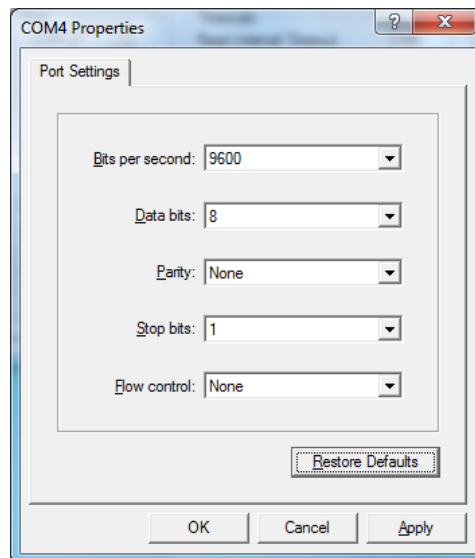 COM4 Properties
Port Settings
Bits per second: 9600
Data bits: 8
Parity: None
Stop bits: 1
Flow control: None
Restore Defaults
OK Cancel Apply